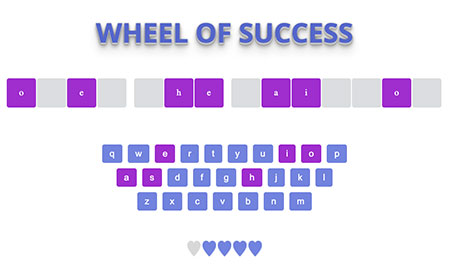 WHEEL OF SUCCESS
o e h e a i o
q w e r t y u i o p
a s d f g h j k l
z x c v b n m